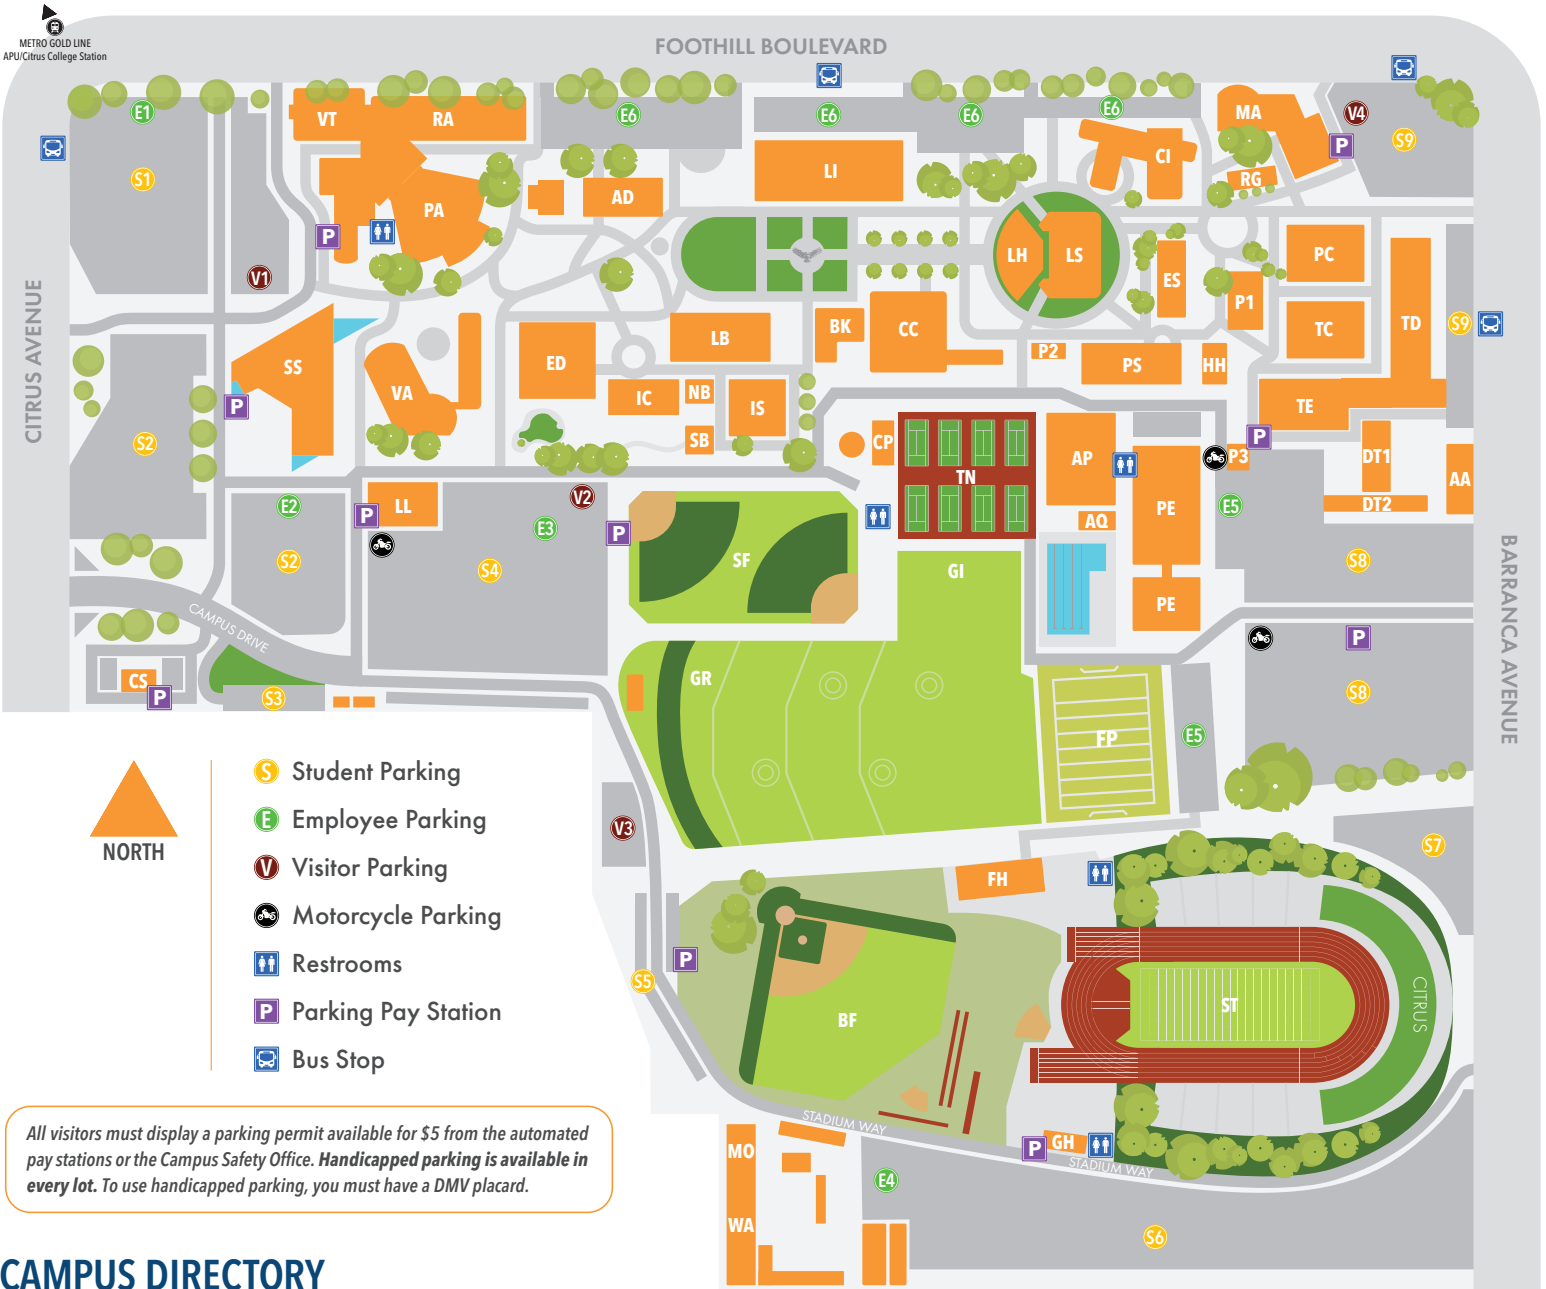 METRO GOLD LINE
APU/Citrus College Station
FOOTHILL BOULEVARD
CITRUS AVENUE
BARRANCA AVENUE
E1
S1
VT
RA
E6
E6
E6
E6
MA
V4
P
S9
LI
CI
RG
AD
PA
P
V1
LH
LS
ES
PC
P1
TC
TD
S9
SS
P
VA
ED
LB
BK
CC
P2
PS
HH
IC
NB
IS
SB
TE
P
S2
CP
TN
AP
P3
DT1
AA
DT2
E2
P
LL
V2
E3
P
S2
S4
SF
GI
AQ
PE
PE
E5
S8
CAMPUS DRIVE
CS
P
S3
GR
FP
E5
P
S8
S7
NORTH
S Student Parking
E Employee Parking
V Visitor Parking
Motorcycle Parking
Restrooms
P Parking Pay Station
Bus Stop
V3
FH
P
S5
BF
ST
CITRUS
STADIUM WAY
P
GH
STADIUM WAY
MO
WA
E4
S6
All visitors must display a parking permit available for $5 from the automated
pay stations or the Campus Safety Office. Handicapped parking is available in
every lot. To use handicapped parking, you must have a DMV placard.
CAMPUS DIRECTORY